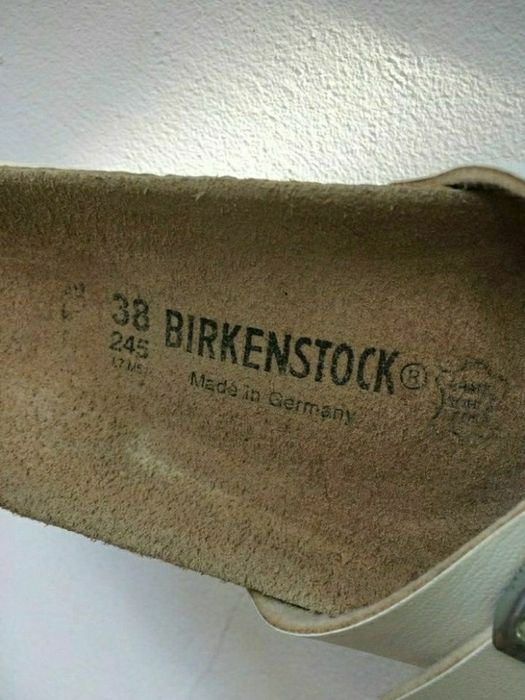 38
245
BIRKENSTOCK®
Made in Germany